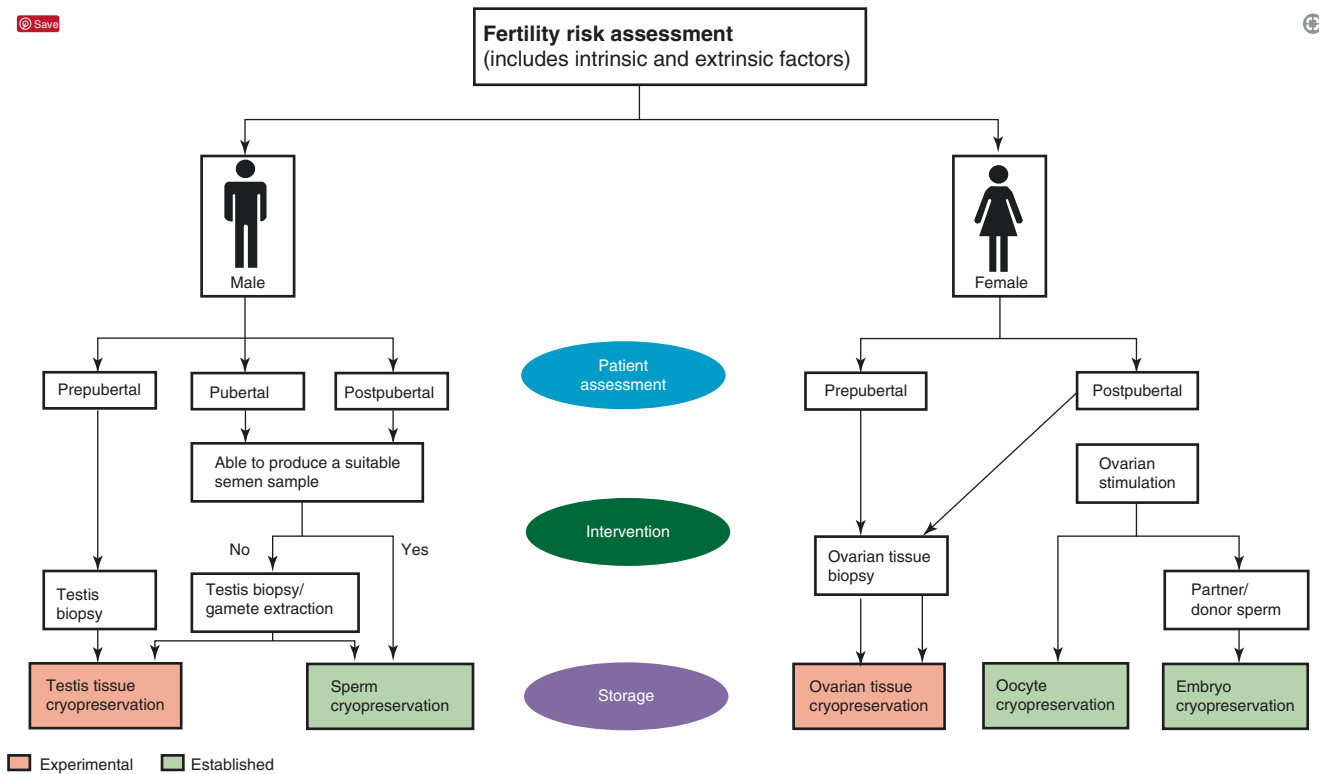 Save
Fertility risk assessment
(includes intrinsic and extrinsic factors)
Male
Female
Patient
assessment
Prepubertal
Pubertal
Postpubertal
Prepubertal
Postpubertal
Able to produce a suitable
semen sample
Ovarian
stimulation
Intervention
No
Yes
Ovarian tissue
biopsy
Testis
biopsy
Testis biopsy/
gamete extraction
Partner/
donor sperm
Testis tissue
cryopreservation
Sperm
cryopreservation
Storage
Ovarian tissue
cryopreservation
Oocyte
cryopreservation
Embryo
cryopreservation
Experimental
Established